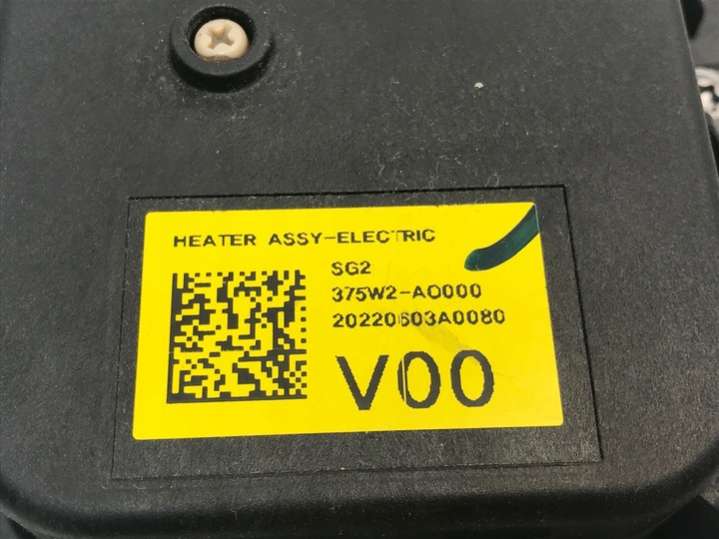 HEATER ASSY-ELECTRIC
SG2
375W2-AO000
20220603A0080
V00